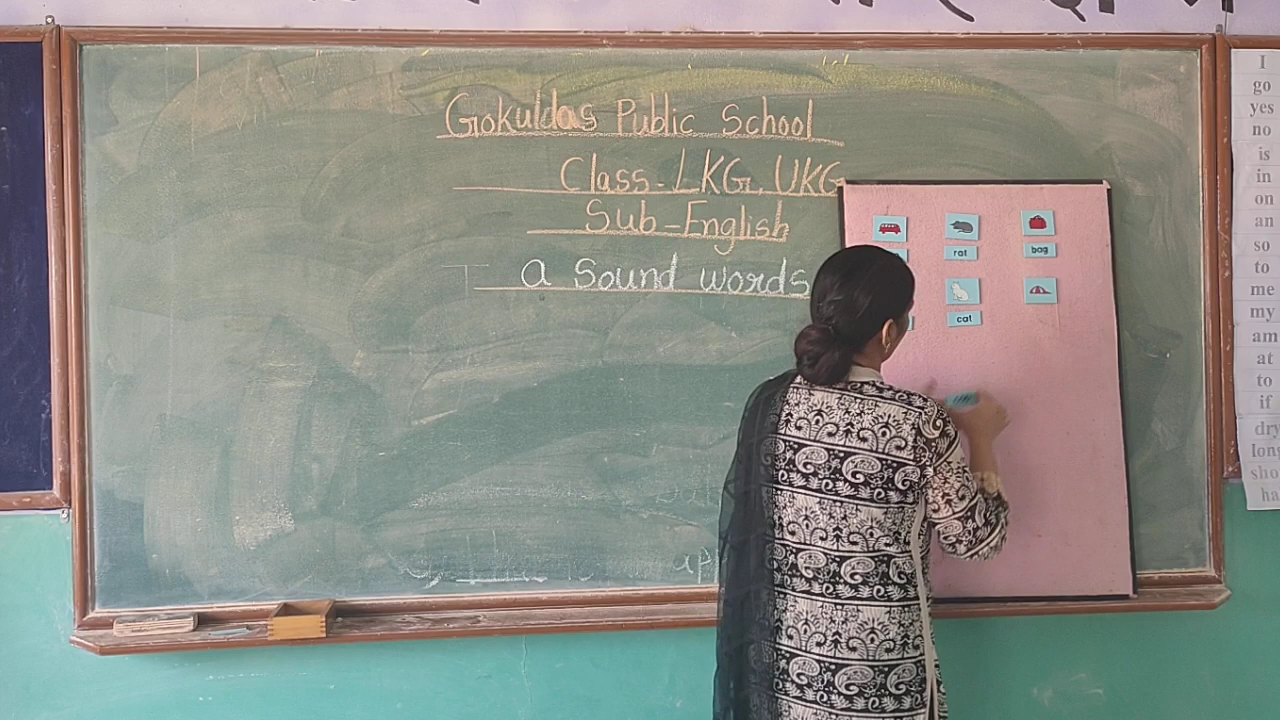 Gokuldas Public School
Class-LKG, UKG
Sub-English
a Sound words
rat
bag
cat
I
go
yes
no
is
in
on
an
so
to
me
my
am
at
to
if
dry
long